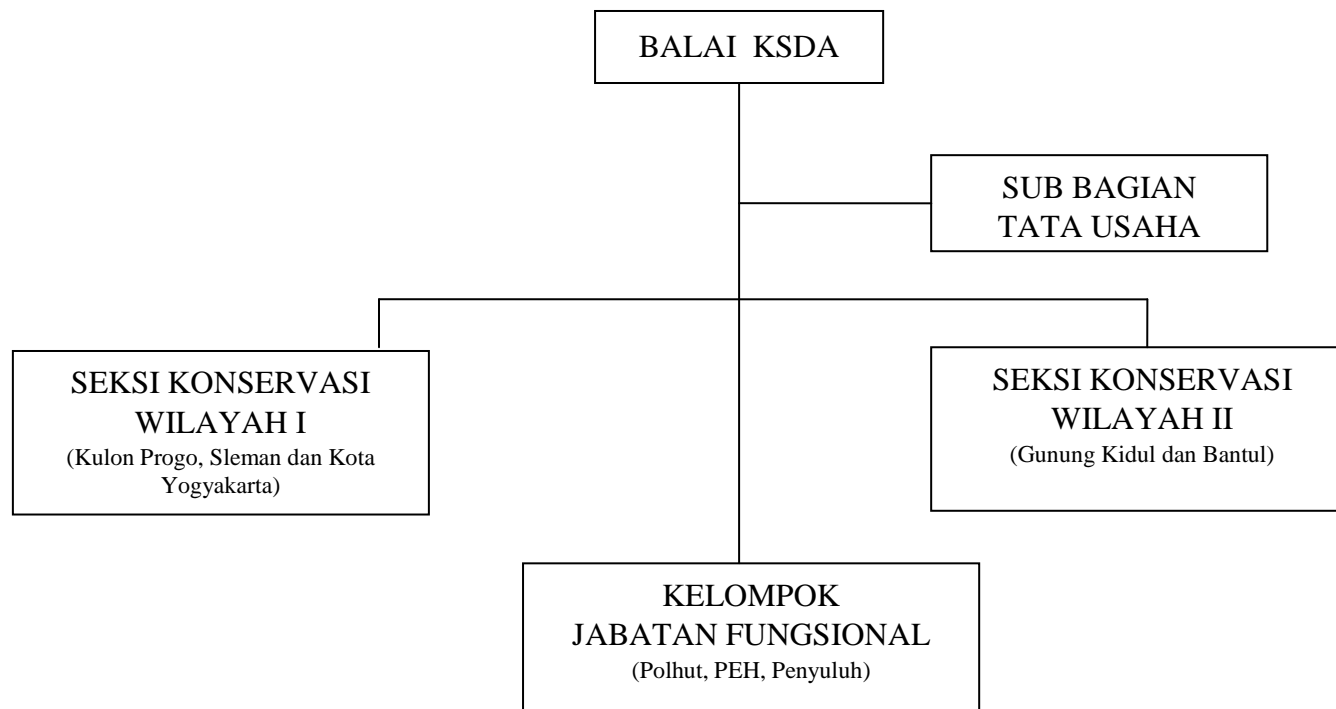 BALAI KSDA
SUB BAGIAN
TATA USAHA
SEKSI KONSERVASI
WILAYAH I
(Kulon Progo, Sleman dan Kota
Yogyakarta)
SEKSI KONSERVASI
WILAYAH II
(Gunung Kidul dan Bantul)
KELOMPOK
JABATAN FUNGSIONAL
(Polhut, PEH, Penyuluh)